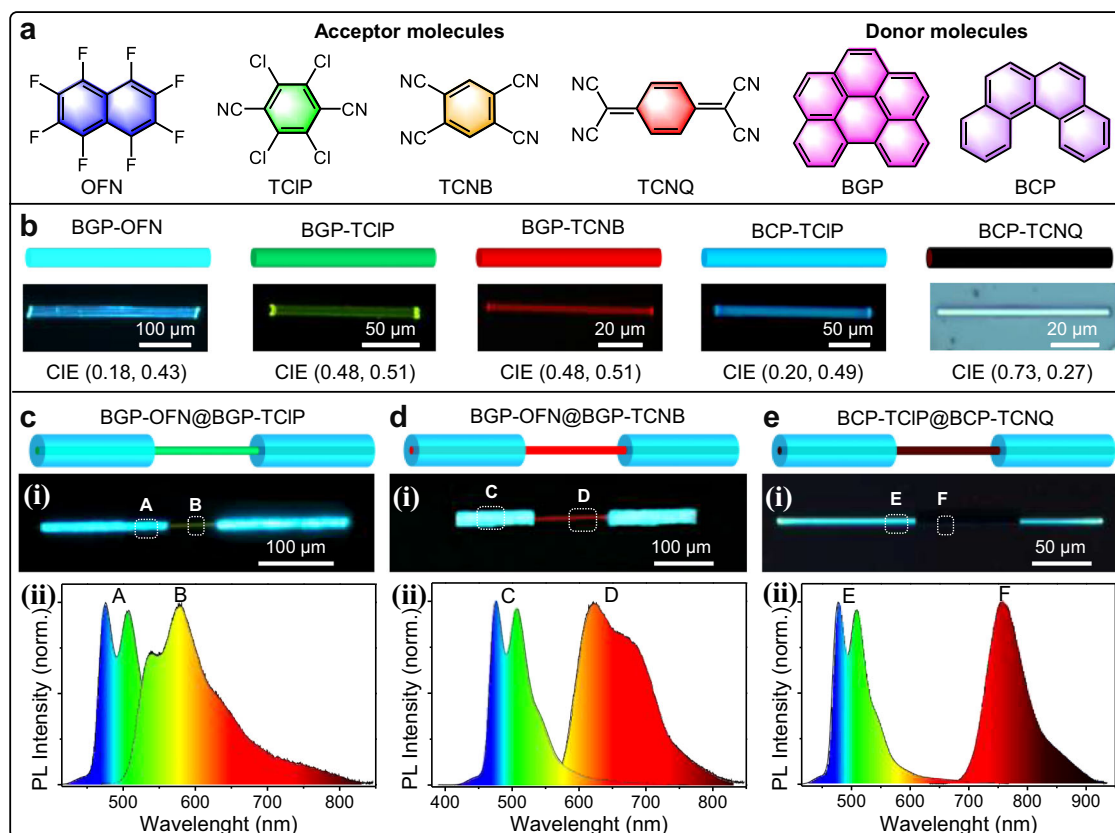 a
Acceptor molecules
Donor molecules
F F
F F
F F
F F
OFN
Cl Cl
NC CN
Cl Cl
TClP
NC CN
NC CN
TCNB
NC CN
NC CN
TCNQ
BGP
BCP
b
BGP-OFN
BGP-TClP
BGP-TCNB
BCP-TClP
BCP-TCNQ
100 µm
50 µm
20 µm
50 µm
20 µm
CIE (0.18, 0.43)
CIE (0.48, 0.51)
CIE (0.48, 0.51)
CIE (0.20, 0.49)
CIE (0.73, 0.27)
c
BGP-OFN@BGP-TClP
(i)
A
B
100 µm
(ii)
A
B
PL Intensity (norm.)
500 600 700 800
Wavelenght (nm)
d
BGP-OFN@BGP-TCNB
(i)
C
D
100 µm
(ii)
C
D
PL Intensity (norm.)
400 500 600 700 800
Wavelenght (nm)
e
BCP-TClP@BCP-TCNQ
(i)
E
F
50 µm
(ii)
E
F
PL Intensity (norm.)
500 600 700 800 900
Wavelenght (nm)